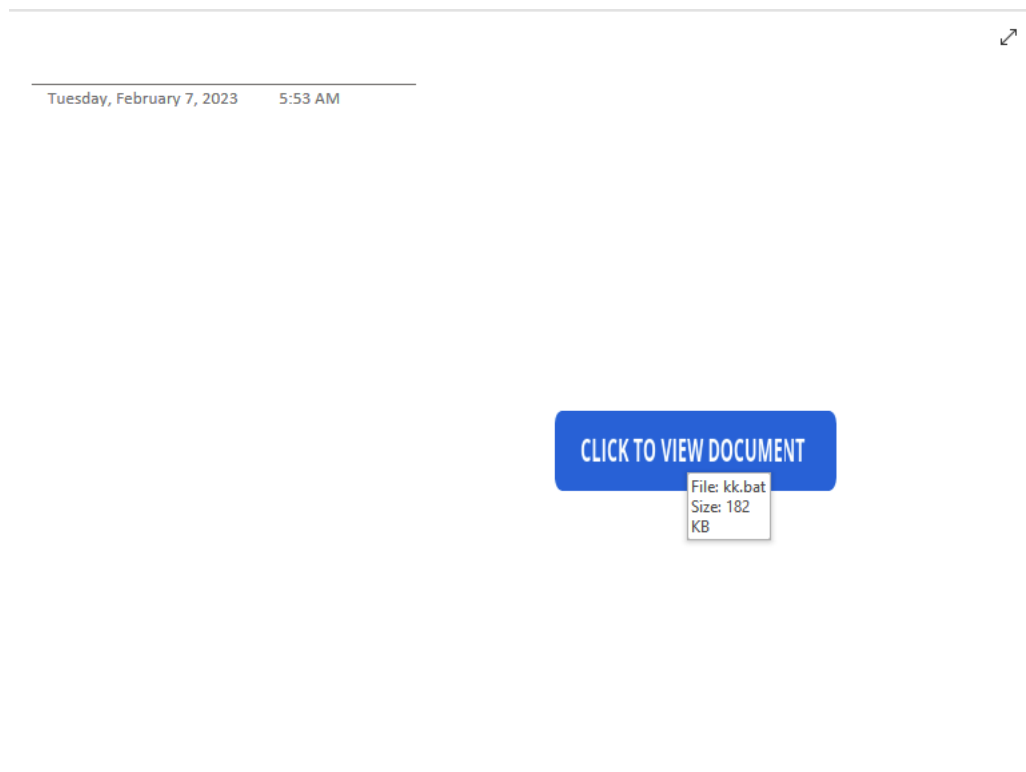 Tuesday, February 7, 2023 5:53 AM
CLICK TO VIEW DOCUMENT
File: kk.bat
Size: 182
KB